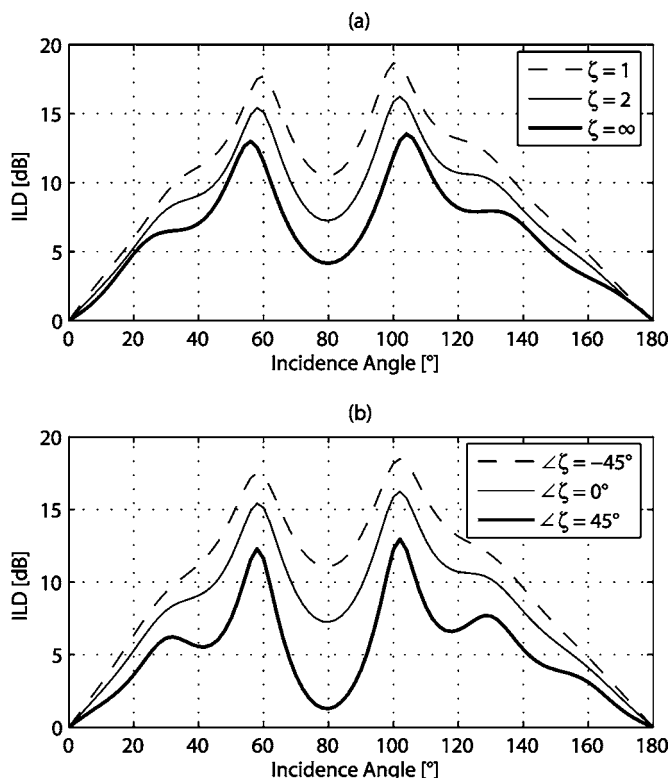 (a)
20
15
10
5
0
ILD [dB]
ζ = 1
ζ = 2
ζ = ∞
0 20 40 60 80 100 120 140 160 180
Incidence Angle [°]
(b)
20
15
10
5
0
ILD [dB]
∠ζ = −45°
∠ζ = 0°
∠ζ = 45°
0 20 40 60 80 100 120 140 160 180
Incidence Angle [°]